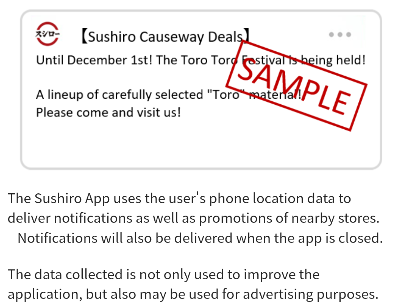 スシロー
【Sushiro Causeway Deals】
Until December 1st! The Toro Toro Festival is being held!
SAMPLE
A lineup of carefully selected "Toro" material!
Please come and visit us!
The Sushiro App uses the user's phone location data to
deliver notifications as well as promotions of nearby stores.
Notifications will also be delivered when the app is closed.
The data collected is not only used to improve the
application, but also may be used for advertising purposes.